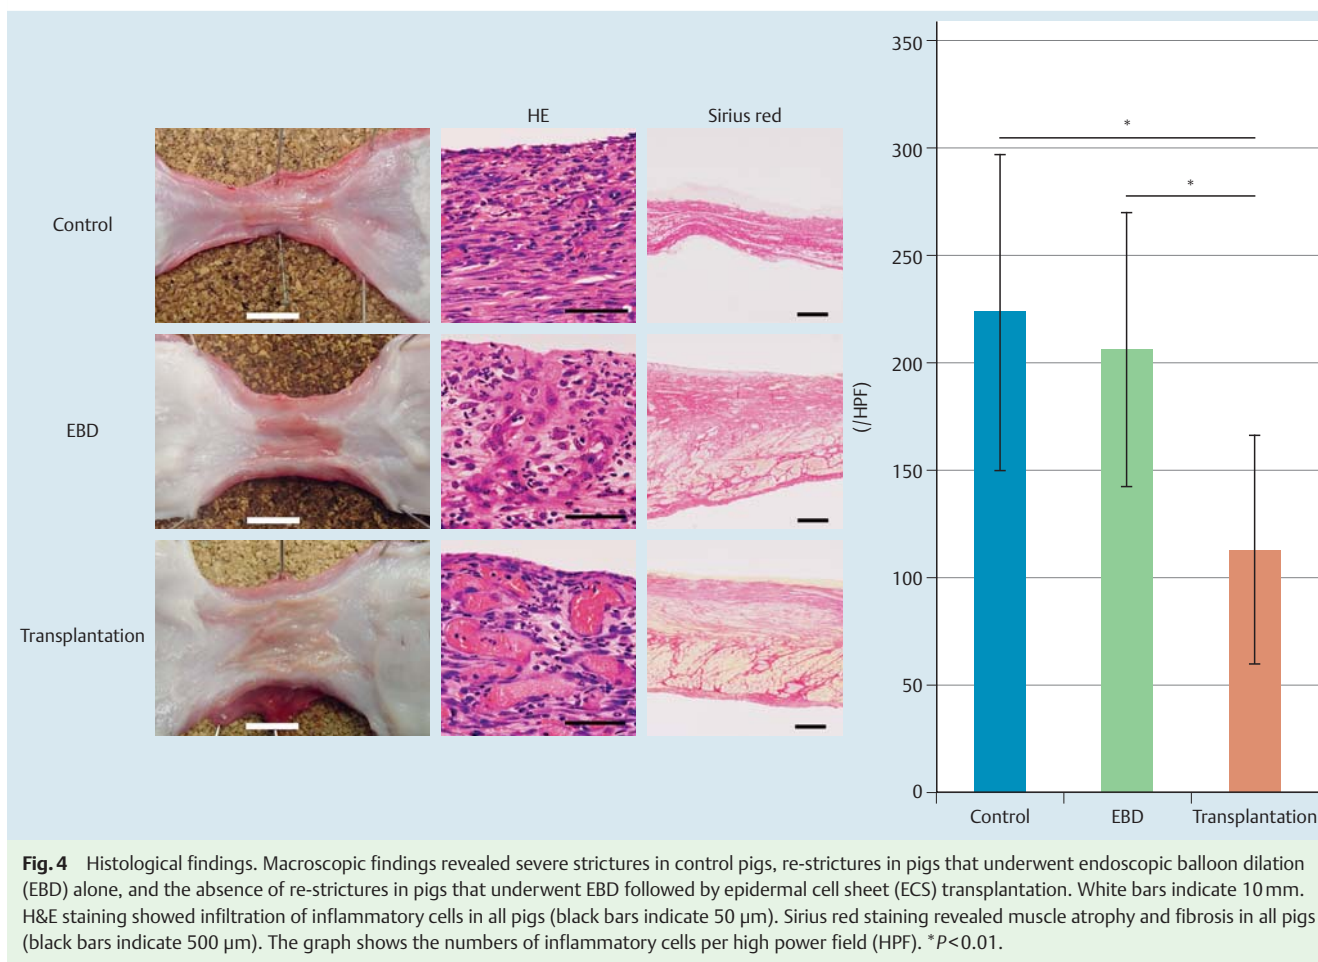 HE
Sirius red
Control
EBD
Transplantation
350
300
250
200
150
100
50
0
(/HPF)
*
*
Control
EBD
Transplantation
Fig. 4 Histological findings. Macroscopic findings revealed severe strictures in control pigs, re-strictures in pigs that underwent endoscopic balloon dilation
(EBD) alone, and the absence of re-strictures in pigs that underwent EBD followed by epidermal cell sheet (ECS) transplantation. White bars indicate 10 mm.
H&E staining showed infiltration of inflammatory cells in all pigs (black bars indicate 50 µm). Sirius red staining revealed muscle atrophy and fibrosis in all pigs
(black bars indicate 500 µm). The graph shows the numbers of inflammatory cells per high power field (HPF). *P<0.01.